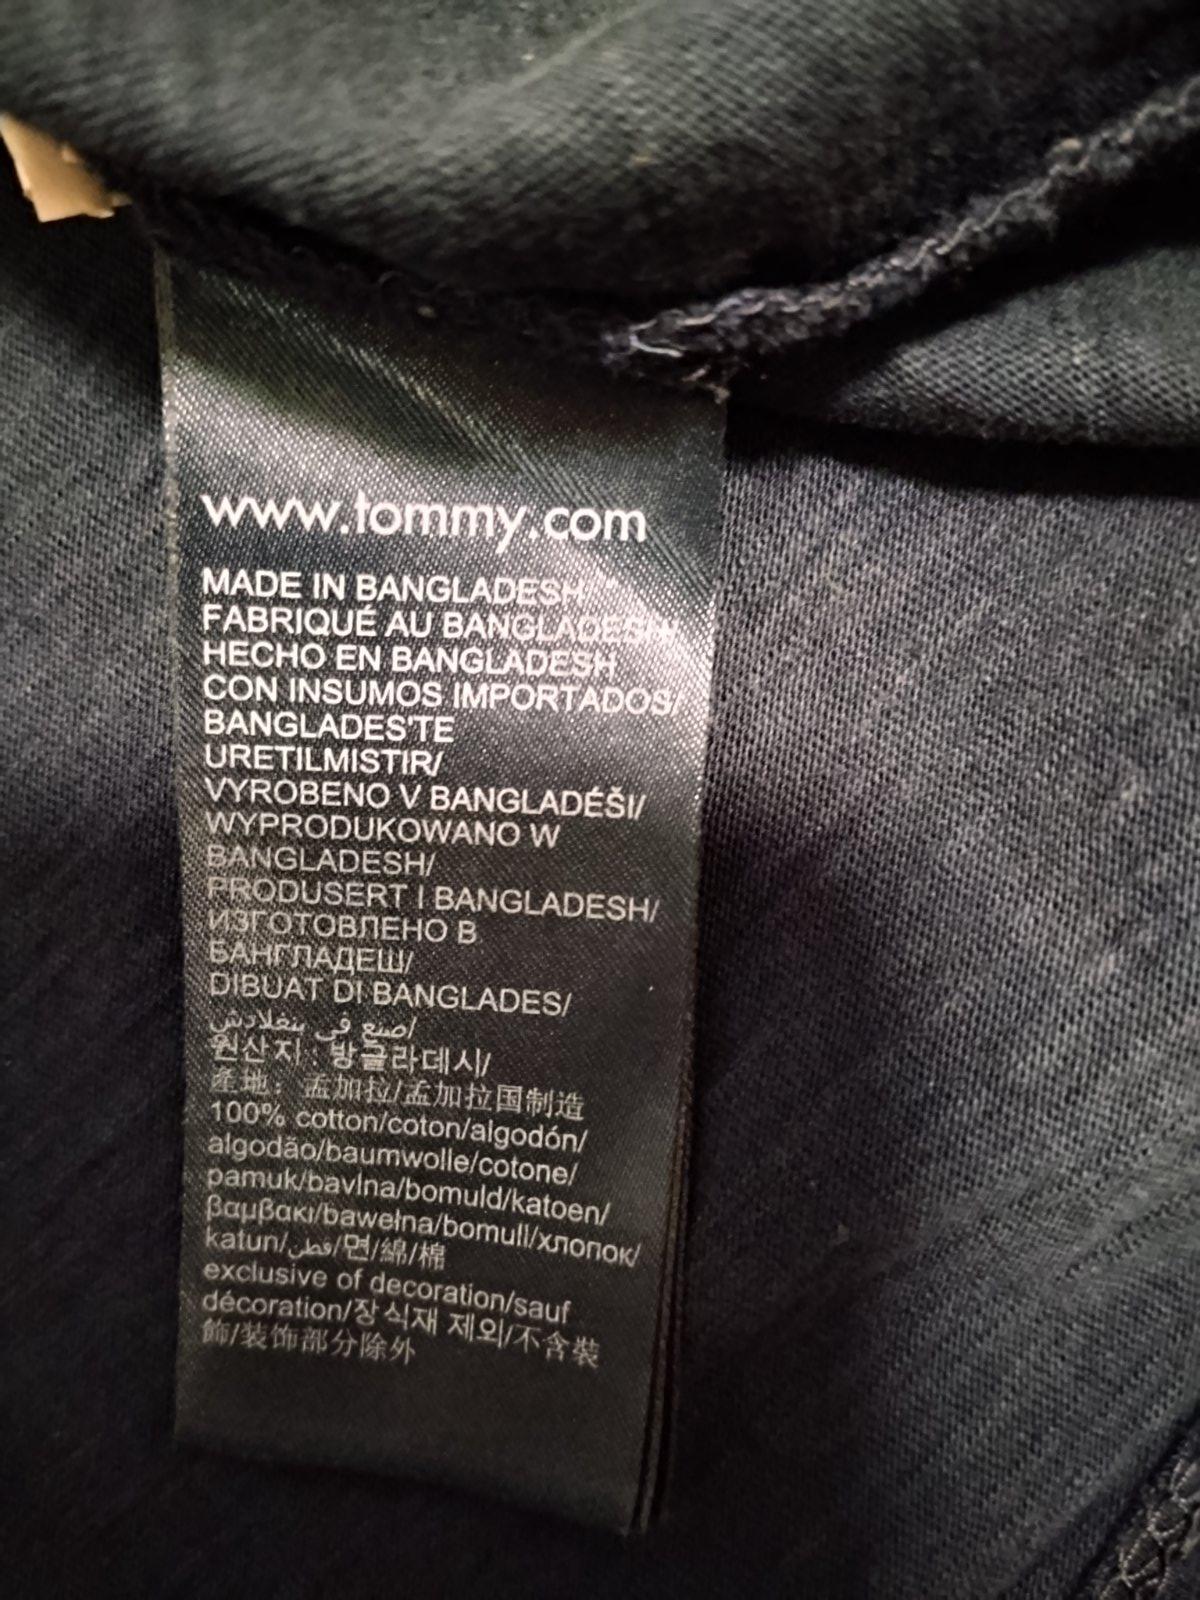 www.tommy.com
MADE IN BANGLADESH
FABRIQUÉ AU BANGLADESH
HECHO EN BANGLADESH
CON INSUMOS IMPORTADOS/
BANGLADES'TE
URETILMISTIR/
VYROBENO V BANGLADÉŠI/
WYPRODUKOWANO W
BANGLADESH/
PRODUSERT I BANGLADESH/
ИЗГОТОВЛЕНО В
БАНГЛАДЕШ/
DIBUAT DI BANGLADES/
صنع في بنغلادش/
원산지: 방글라데시/
產地: 孟加拉/孟加拉国制造
100% cotton/coton/algodón/
algodão/baumwolle/cotone/
pamuk/bavlna/bomuld/katoen/
βαμβακι/bawełna/bomull/хлопок/
katun/قطن/면/綿/棉
exclusive of decoration/sauf
décoration/장식재 제외/不含裝
飾/装饰部分除外